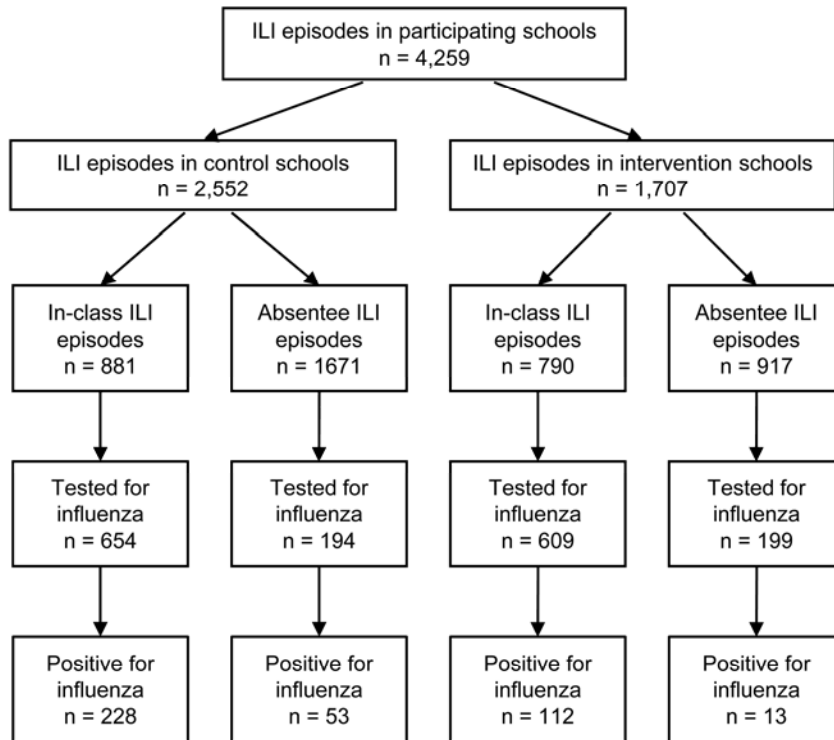 ILI episodes in participating schools
n = 4,259
ILI episodes in control schools
n = 2,552
ILI episodes in intervention schools
n = 1,707
In-class ILI
episodes
n = 881
Absentee ILI
episodes
n = 1671
In-class ILI
episodes
n = 790
Absentee ILI
episodes
n = 917
Tested for
influenza
n = 654
Tested for
influenza
n = 194
Tested for
influenza
n = 609
Tested for
influenza
n = 199
Positive for
influenza
n = 228
Positive for
influenza
n = 53
Positive for
influenza
n = 112
Positive for
influenza
n = 13